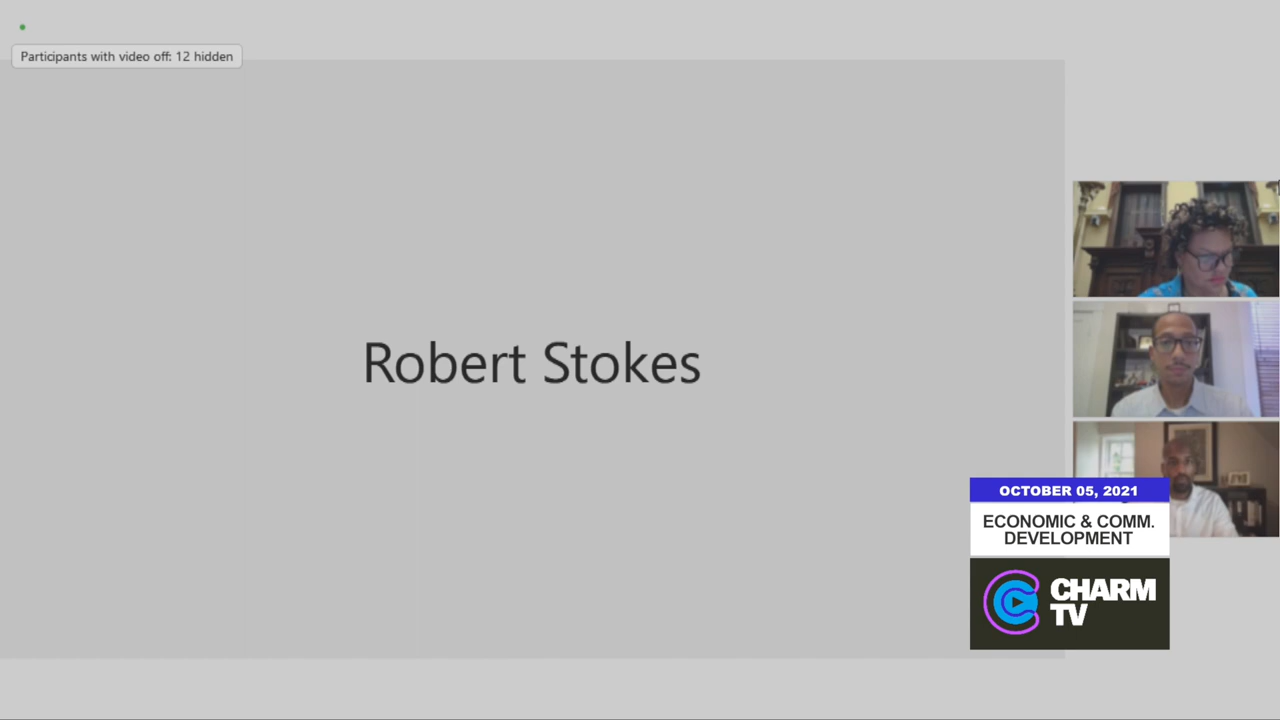 Participants with video off: 12 hidden
Robert Stokes
OCTOBER 05, 2021
ECONOMIC & COMM.
DEVELOPMENT
CHARM
TV